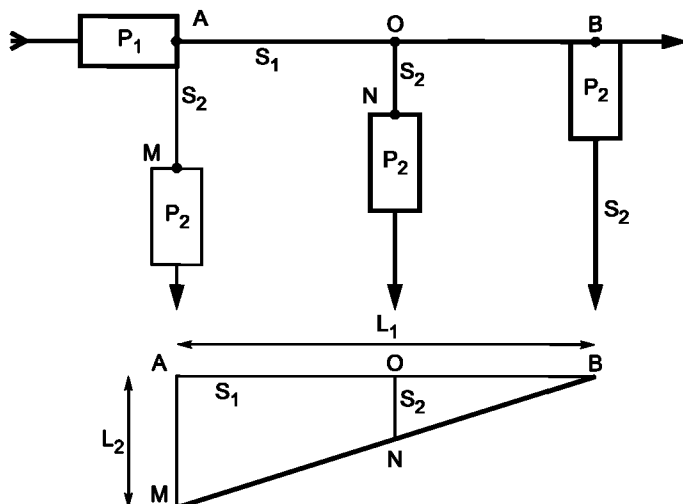 A O B
P₁ S₁ S₂ P₂
S₂ N
M P₂
P₂ S₂
L₁
A O B
S₁ S₂
L₂ N
M